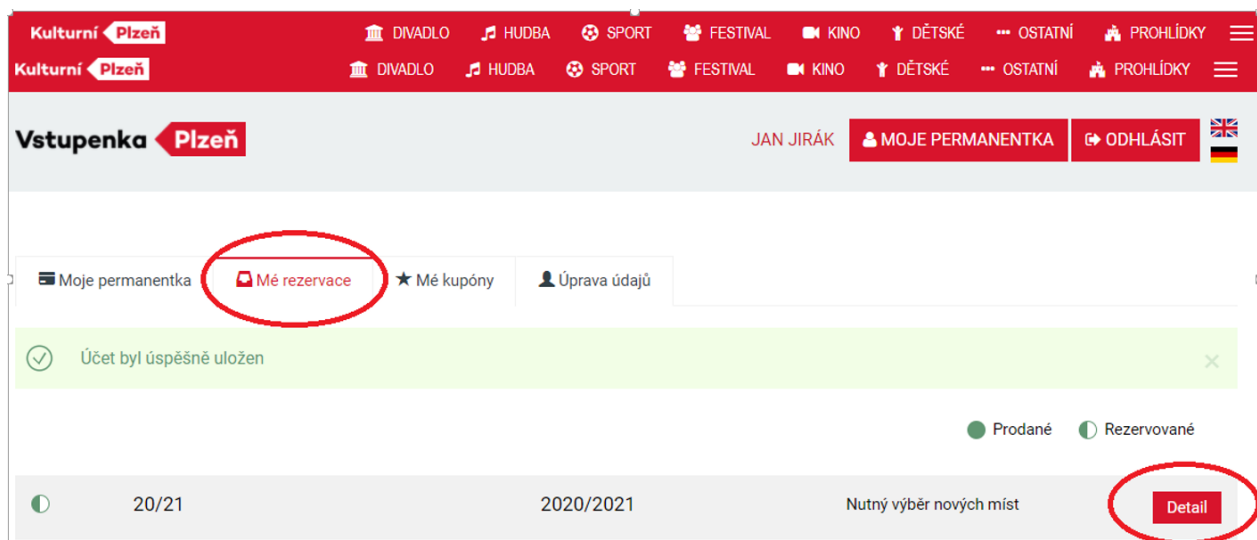 Kulturní Plzeň DIVADLO HUDBA SPORT FESTIVAL KINO DĚTSKÉ OSTATNÍ PROHLÍDKY
Kulturní Plzeň DIVADLO HUDBA SPORT FESTIVAL KINO DĚTSKÉ OSTATNÍ PROHLÍDKY
Vstupenka Plzeň JAN JIRÁK MOJE PERMANENTKA ODHLÁSIT
Moje permanentka Mé rezervace Mé kupóny Úprava údajů
Účet byl úspěšně uložen ×
Prodané Rezervované
20/21 2020/2021 Nutný výběr nových míst Detail